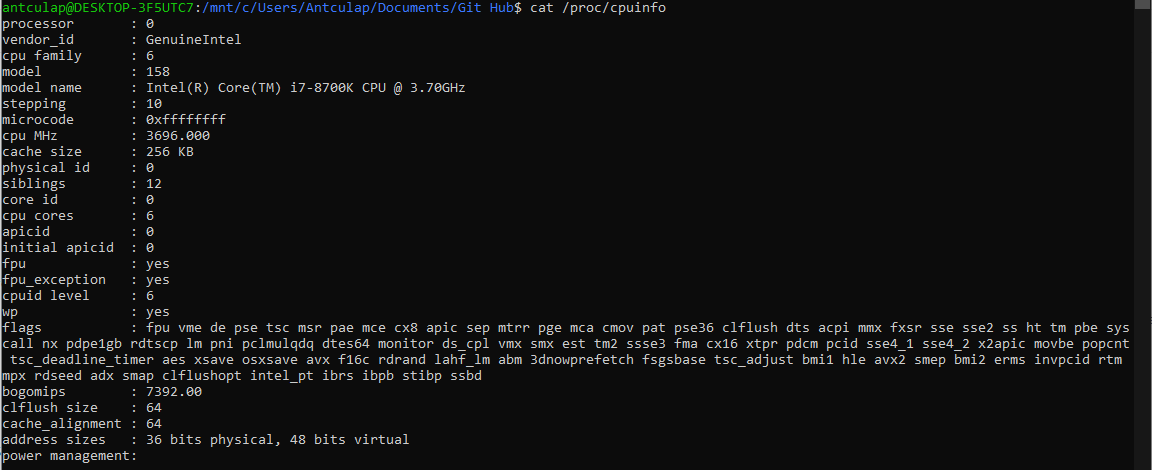 antculap@DESKTOP-3F5UTC7:/mnt/c/Users/Antculap/Documents/Git Hub$ cat /proc/cpuinfo
processor       : 0
vendor_id       : GenuineIntel
cpu family      : 6
model           : 158
model name      : Intel(R) Core(TM) i7-8700K CPU @ 3.70GHz
stepping        : 10
microcode       : 0xffffffff
cpu MHz         : 3696.000
cache size      : 256 KB
physical id     : 0
siblings        : 12
core id         : 0
cpu cores       : 6
apicid          : 0
initial apicid  : 0
fpu             : yes
fpu_exception   : yes
cpuid level     : 6
wp              : yes
flags           : fpu vme de pse tsc msr pae mce cx8 apic sep mtrr pge mca cmov pat pse36 clflush dts acpi mmx fxsr sse sse2 ss ht tm pbe sys
call nx pdpe1gb rdtscp lm pni pclmulqdq dtes64 monitor ds_cpl vmx smx est tm2 ssse3 fma cx16 xtpr pdcm pcid sse4_1 sse4_2 x2apic movbe popcnt
 tsc_deadline_timer aes xsave osxsave avx f16c rdrand lahf_lm abm 3dnowprefetch fsgsbase tsc_adjust bmi1 hle avx2 smep bmi2 erms invpcid rtm
mpx rdseed adx smap clflushopt intel_pt ibrs ibpb stibp ssbd
bogomips        : 7392.00
clflush size    : 64
cache_alignment : 64
address sizes   : 36 bits physical, 48 bits virtual
power management: